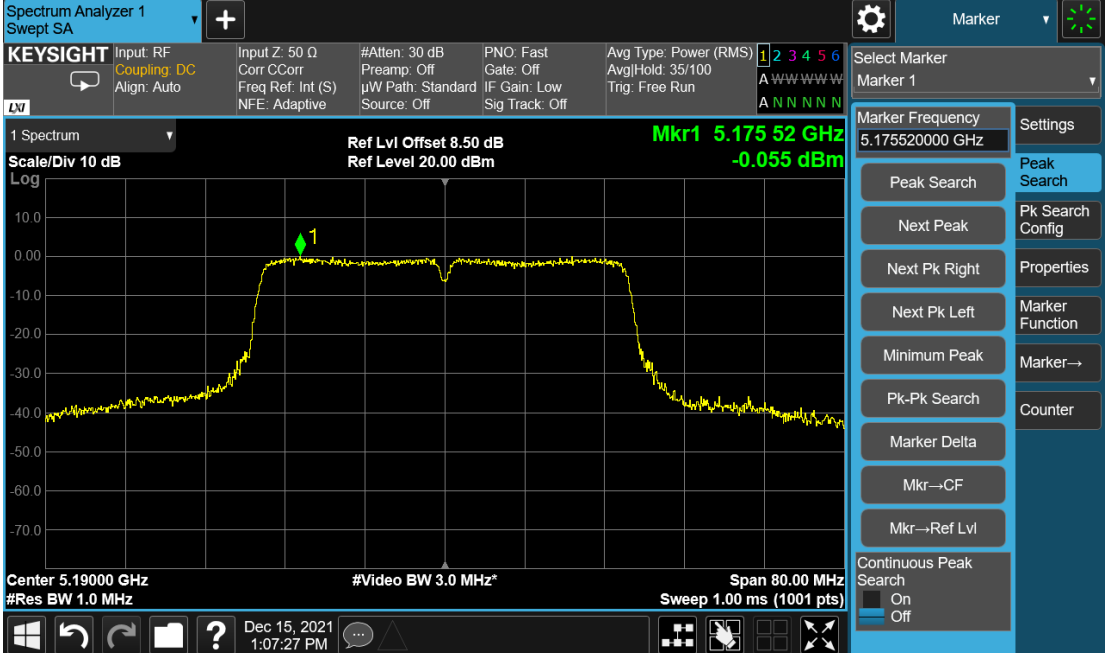 Spectrum Analyzer 1
Swept SA
+
Marker
KEYSIGHT
LXI
Input: RF
Coupling: DC
Align: Auto
Input Z: 50 Ω
Corr CCorr
Freq Ref: Int (S)
NFE: Adaptive
#Atten: 30 dB
Preamp: Off
µW Path: Standard
Source: Off
PNO: Fast
Gate: Off
IF Gain: Low
Sig Track: Off
Avg Type: Power (RMS)
Avg|Hold: 35/100
Trig: Free Run
1 2 3 4 5 6
A W W W W W
A N N N N N
1 Spectrum
Scale/Div 10 dB
Ref Lvl Offset 8.50 dB
Ref Level 20.00 dBm
Mkr1 5.175 52 GHz
-0.055 dBm
Log
10.0
0.00
-10.0
-20.0
-30.0
-40.0
-50.0
-60.0
-70.0
1
Center 5.19000 GHz
#Res BW 1.0 MHz
#Video BW 3.0 MHz*
Span 80.00 MHz
Sweep 1.00 ms (1001 pts)
Select Marker
Marker 1
Marker Frequency
5.175520000 GHz
Peak Search
Next Peak
Next Pk Right
Next Pk Left
Minimum Peak
Pk-Pk Search
Marker Delta
Mkr→CF
Mkr→Ref Lvl
Continuous Peak
Search
On
Off
Settings
Peak
Search
Pk Search
Config
Properties
Marker
Function
Marker→
Counter
?
Dec 15, 2021
1:07:27 PM